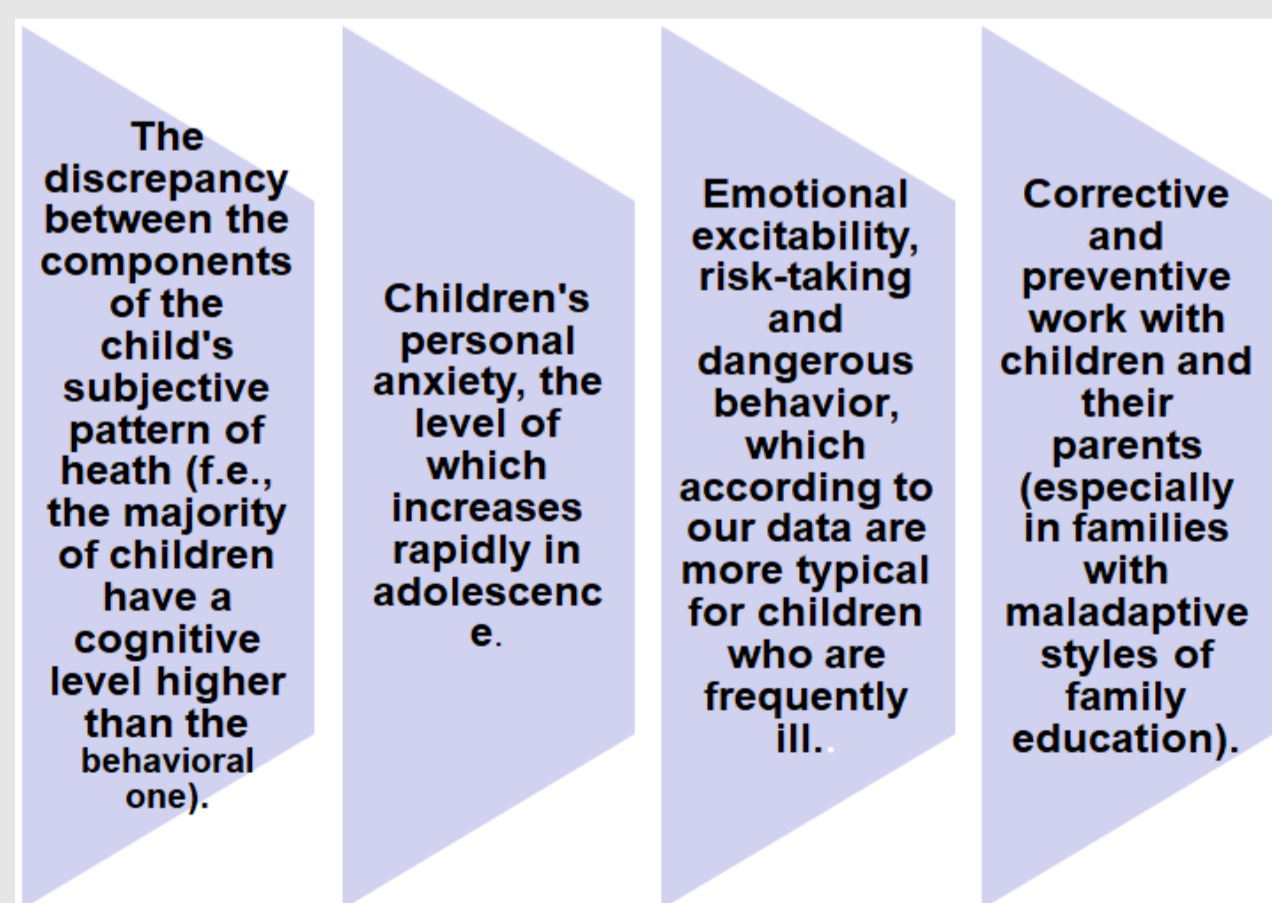 The
discrepancy
between the
components
of the
child's
subjective
pattern of
heath (f.e.,
the majority
of children
have a
cognitive
level higher
than the
behavioral
one).
Children's
personal
anxiety, the
level of
which
increases
rapidly in
adolescenc
e.
Emotional
excitability,
risk-taking
and
dangerous
behavior,
which
according to
our data are
more typical
for children
who are
frequently
ill..
Corrective
and
preventive
work with
children and
their
parents
(especially
in families
with
maladaptive
styles of
family
education).